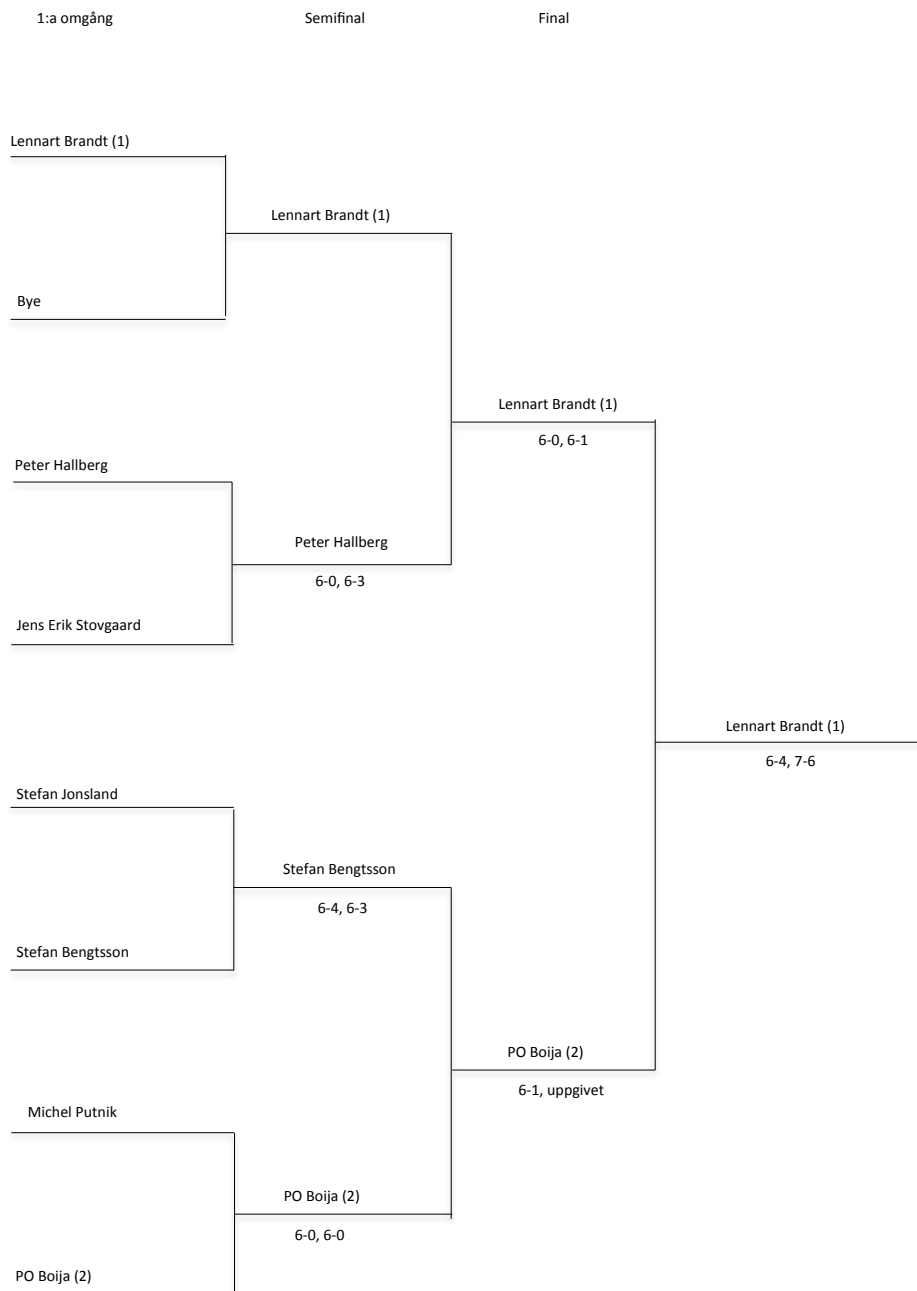 1:a omgång
Semifinal
Final
Lennart Brandt (1)
Lennart Brandt (1)
Bye
Lennart Brandt (1)
6-0, 6-1
Peter Hallberg
Peter Hallberg
6-0, 6-3
Jens Erik Stovgaard
Lennart Brandt (1)
6-4, 7-6
Stefan Jonsland
Stefan Bengtsson
6-4, 6-3
Stefan Bengtsson
PO Boija (2)
6-1, uppgivet
Michel Putnik
PO Boija (2)
6-0, 6-0
PO Boija (2)